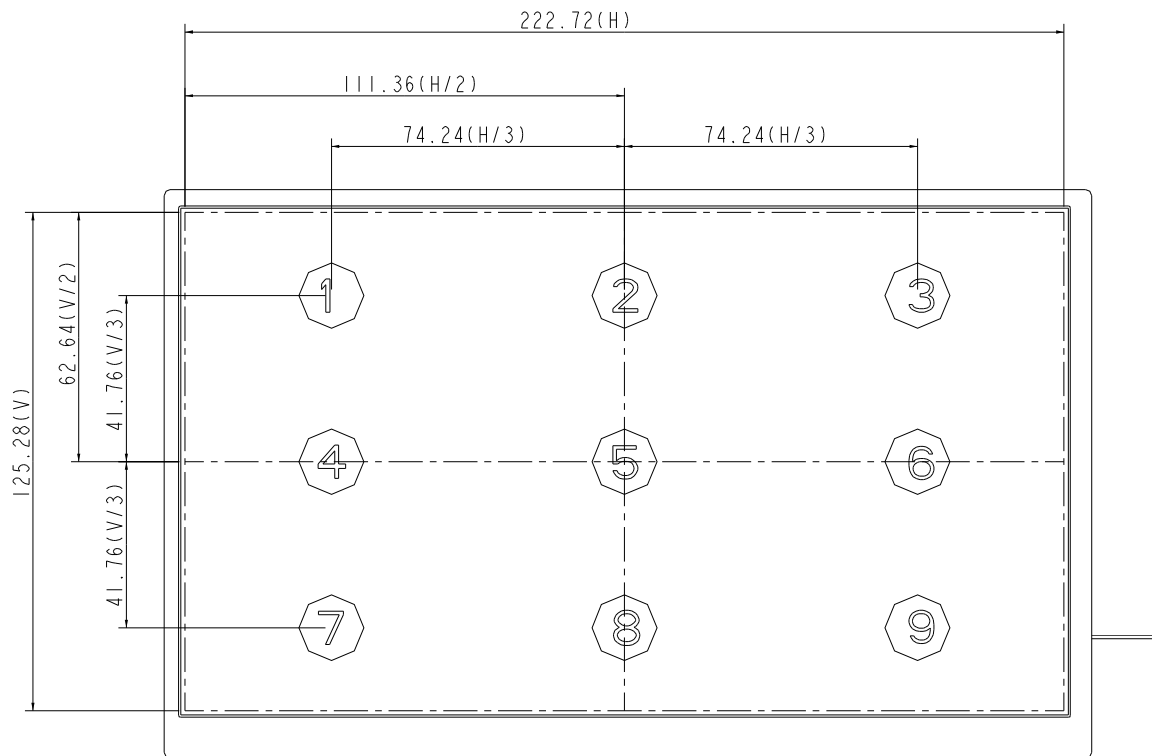 222.72(H)
111.36(H/2)
74.24(H/3)
74.24(H/3)
125.28(V)
62.64(V/2)
41.76(V/3)
41.76(V/3)
1
2
3
4
5
6
7
8
9